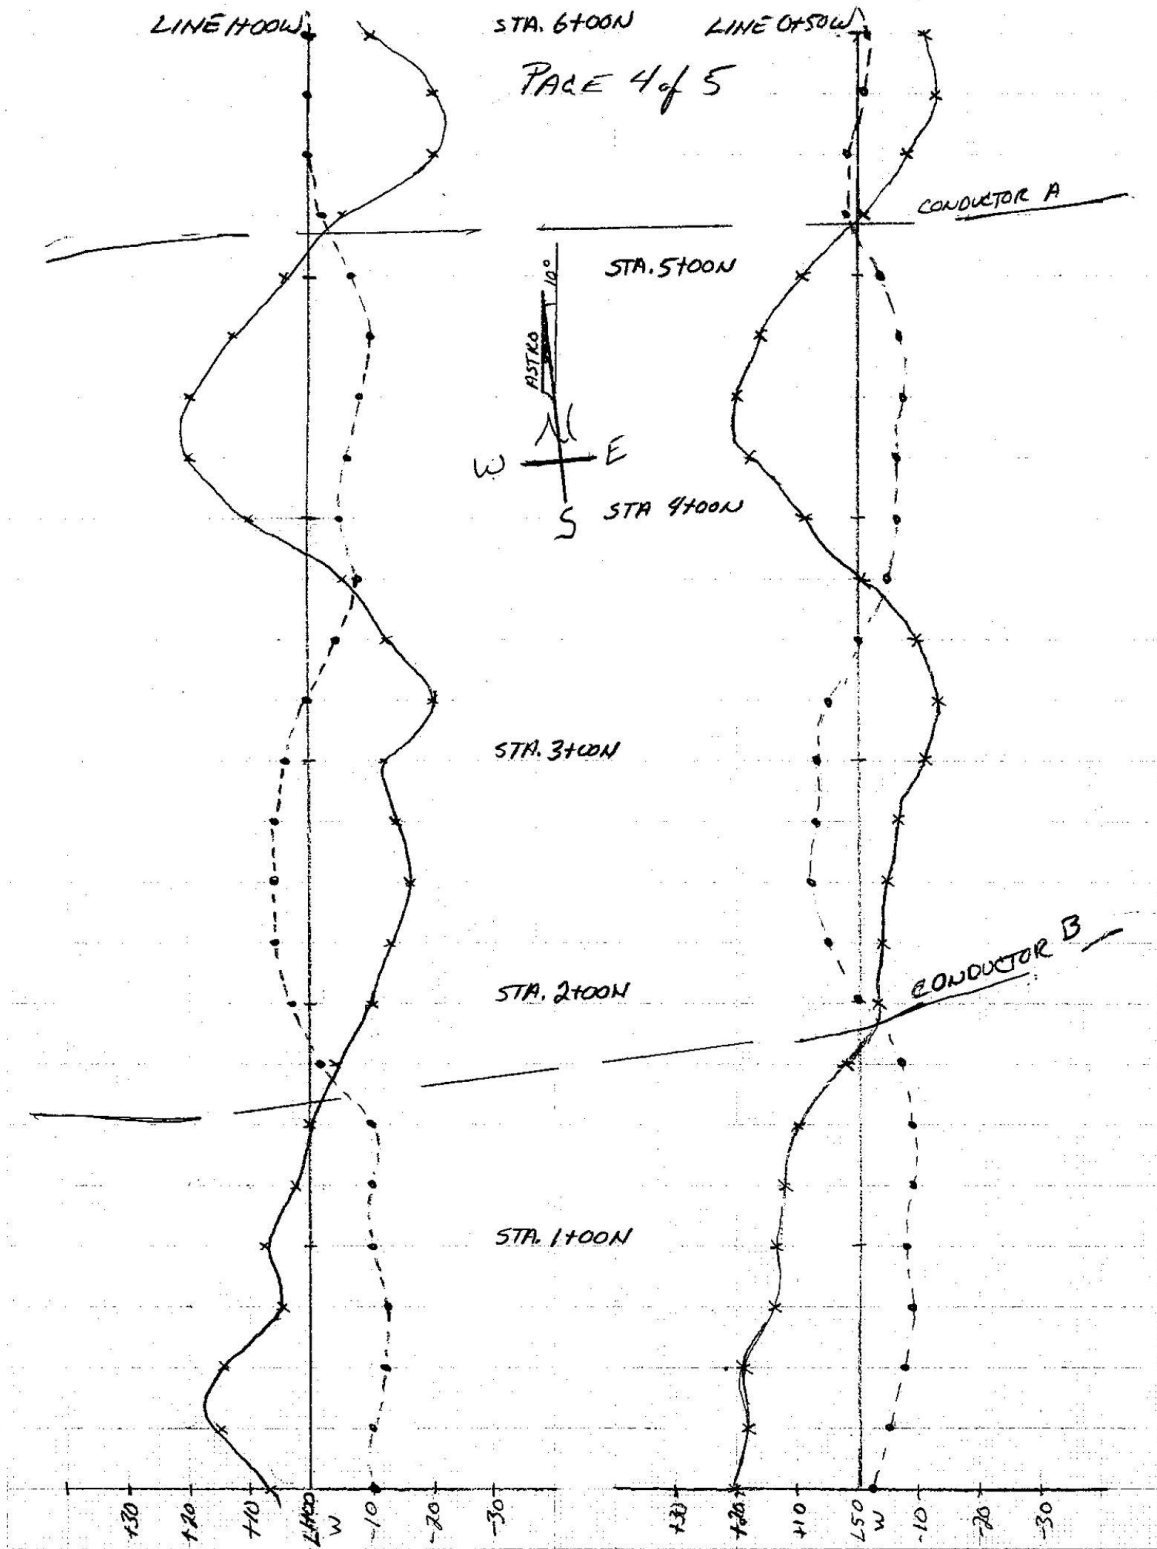 LINE 1+00W STA. 6+00N LINE 0+50W
PAGE 4 of 5
CONDUCTOR A
STA. 5+00N
10°
ASTRO
N
W E
S STA 4+00N
STA. 3+00N
CONDUCTOR B
STA. 2+00N
STA. 1+00N
+30 +20 +10 L1+00 W -10 -20 -30 +30 +20 +10 L50 W -10 -20 -30